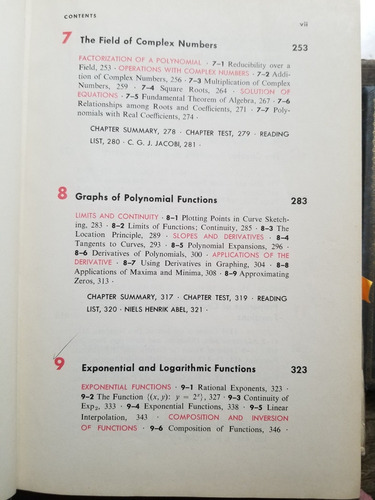 CONTENTS
vii
7 The Field of Complex Numbers 253
FACTORIZATION OF A POLYNOMIAL · 7–1 Reducibility over a
Field, 253 · OPERATIONS WITH COMPLEX NUMBERS · 7–2 Addi-
tion of Complex Numbers, 256 · 7–3 Multiplication of Complex
Numbers, 259 · 7–4 Square Roots, 264 · SOLUTION OF
EQUATIONS · 7–5 Fundamental Theorem of Algebra, 267 · 7–6
Relationships among Roots and Coefficients, 271 · 7–7 Poly-
nomials with Real Coefficients, 274 ·
CHAPTER SUMMARY, 278 · CHAPTER TEST, 279 · READING
LIST, 280 · C. G. J. JACOBI, 281 ·
8 Graphs of Polynomial Functions 283
LIMITS AND CONTINUITY · 8–1 Plotting Points in Curve Sketch-
ing, 283 · 8–2 Limits of Functions; Continuity, 285 · 8–3 The
Location Principle, 289 · SLOPES AND DERIVATIVES · 8–4
Tangents to Curves, 293 · 8–5 Polynomial Expansions, 296 ·
8–6 Derivatives of Polynomials, 300 · APPLICATIONS OF THE
DERIVATIVE · 8–7 Using Derivatives in Graphing, 304 · 8–8
Applications of Maxima and Minima, 308 · 8–9 Approximating
Zeros, 313 ·
CHAPTER SUMMARY, 317 · CHAPTER TEST, 319 · READING
LIST, 320 · NIELS HENRIK ABEL, 321 ·
9 Exponential and Logarithmic Functions 323
EXPONENTIAL FUNCTIONS · 9–1 Rational Exponents, 323 ·
9–2 The Function {(x, y): y = 2ˣ}, 327 · 9–3 Continuity of
Exp₂, 333 · 9–4 Exponential Functions, 338 · 9–5 Linear
Interpolation, 343 · COMPOSITION AND INVERSION
OF FUNCTIONS · 9–6 Composition of Functions, 346 ·